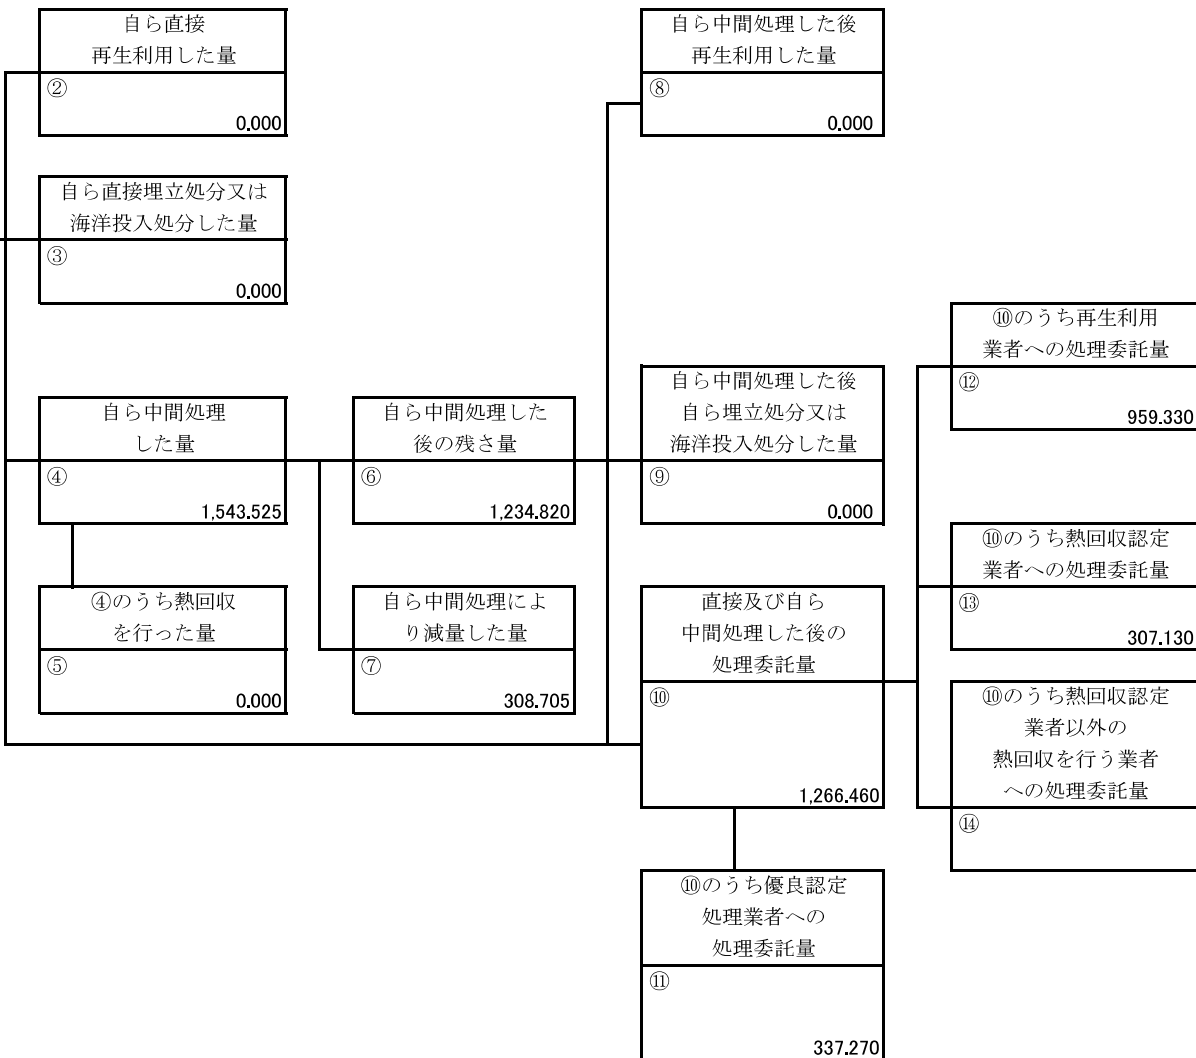 自ら直接
再生利用した量
②
0.000
自ら中間処理した後
再生利用した量
⑧
0.000
自ら直接埋立処分又は
海洋投入処分した量
③
0.000
⑩のうち再生利用
業者への処理委託量
⑫
959.330
自ら中間処理
した量
④
1,543.525
自ら中間処理した
後の残さ量
⑥
1,234.820
自ら中間処理した後
自ら埋立処分又は
海洋投入処分した量
⑨
0.000
⑩のうち熱回収認定
業者への処理委託量
⑬
307.130
④のうち熱回収
を行った量
⑤
0.000
自ら中間処理によ
り減量した量
⑦
308.705
直接及び自ら
中間処理した後の
処理委託量
⑩
1,266.460
⑩のうち熱回収認定
業者以外の
熱回収を行う業者
への処理委託量
⑭
⑩のうち優良認定
処理業者への
処理委託量
⑪
337.270